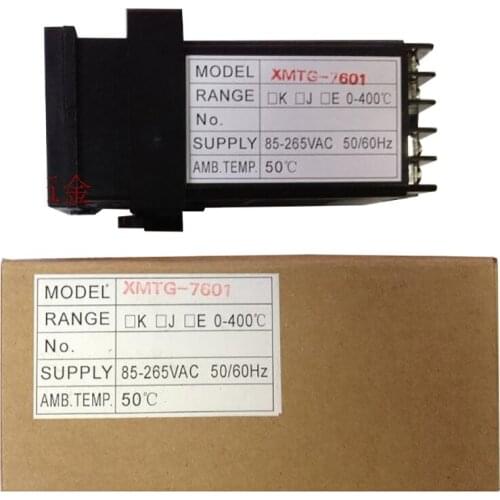 MODEL XMTG-7601
RANGE □K □J □E 0-400℃
No.
SUPPLY 85-265VAC 50/60Hz
AMB.TEMP. 50℃
金
MODEL XMTG-7601
RANGE □K □J □E 0-400℃
No.
SUPPLY 85-265VAC 50/60Hz
AMB.TEMP. 50℃